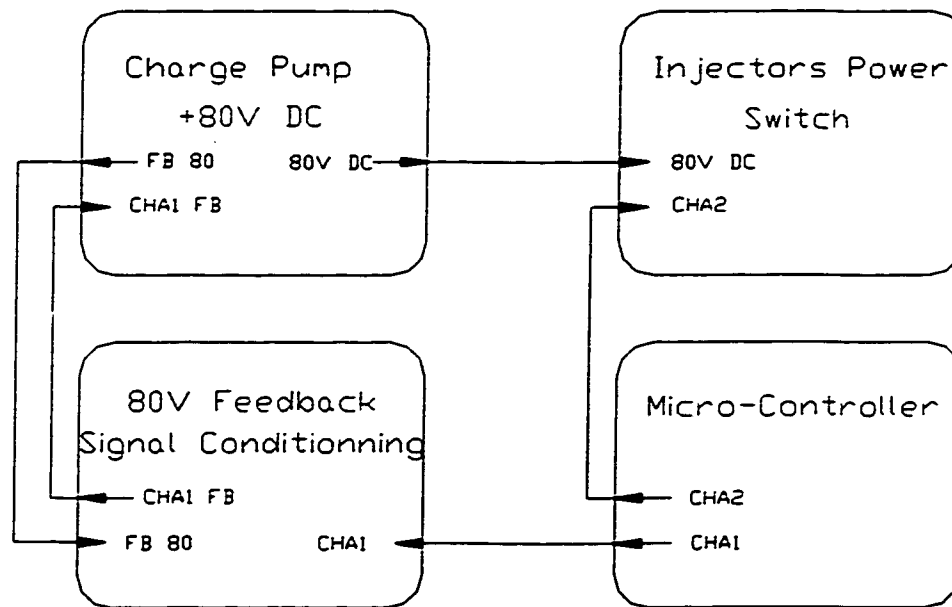 Charge Pump
+80V DC
FB 80 80V DC
CHA1 FB
Injectors Power
Switch
80V DC
CHA2
80V Feedback
Signal Conditionning
CHA1 FB
FB 80 CHA1
Micro-Controller
CHA2
CHA1